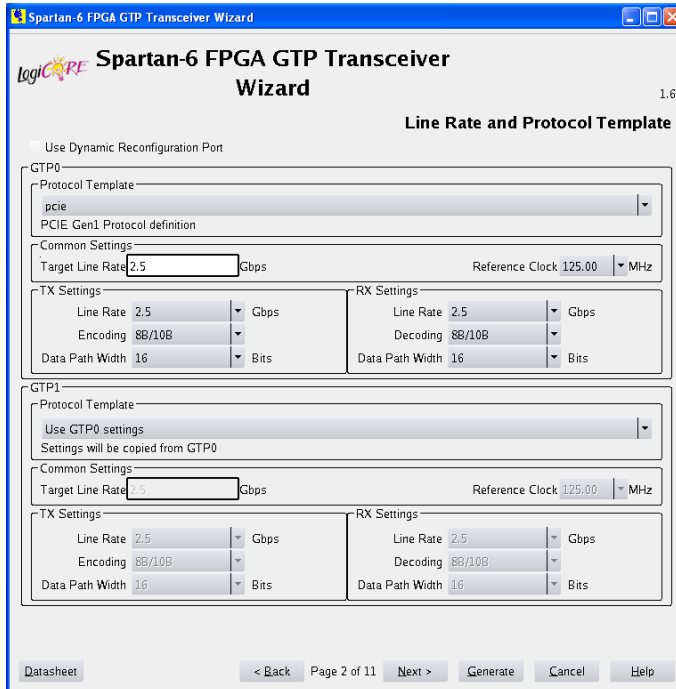 Spartan-6 FPGA GTP Transceiver Wizard
LogiCORE
Spartan-6 FPGA GTP Transceiver
Wizard
1.6
Line Rate and Protocol Template
Use Dynamic Reconfiguration Port
GTP0
Protocol Template
pcie
PCIE Gen1 Protocol definition
Common Settings
Target Line Rate 2.5 Gbps Reference Clock 125.00 MHz
TX Settings RX Settings
Line Rate 2.5 Gbps Line Rate 2.5 Gbps
Encoding 8B/10B Decoding 8B/10B
Data Path Width 16 Bits Data Path Width 16 Bits
GTP1
Protocol Template
Use GTP0 settings
Settings will be copied from GTP0
Common Settings
Target Line Rate 2.5 Gbps Reference Clock 125.00 MHz
TX Settings RX Settings
Line Rate 2.5 Gbps Line Rate 2.5 Gbps
Encoding 8B/10B Decoding 8B/10B
Data Path Width 16 Bits Data Path Width 16 Bits
Datasheet < Back Page 2 of 11 Next > Generate Cancel Help